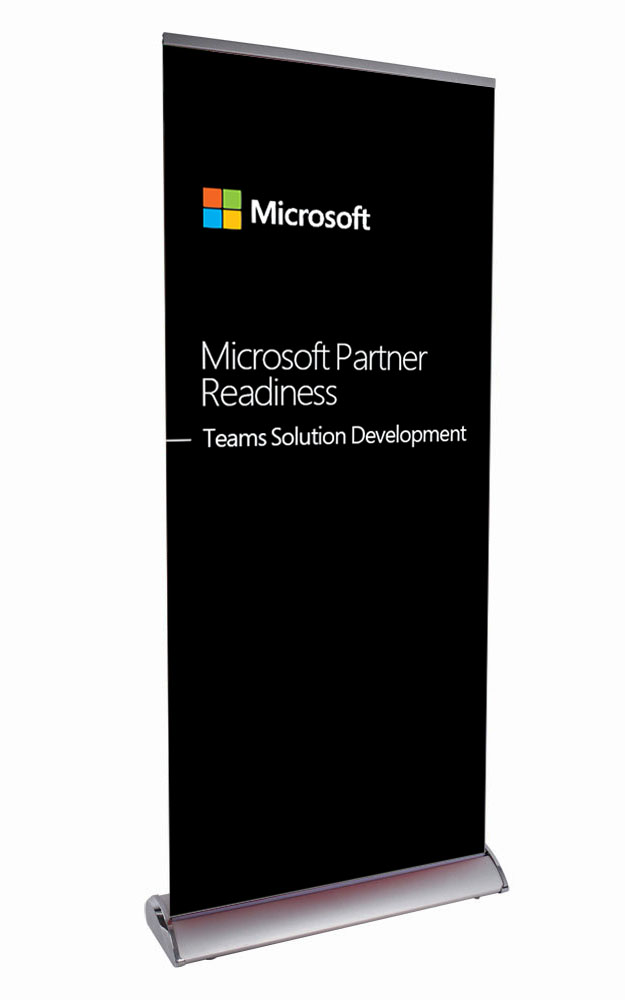 Microsoft
Microsoft Partner
Readiness
Teams Solution Development